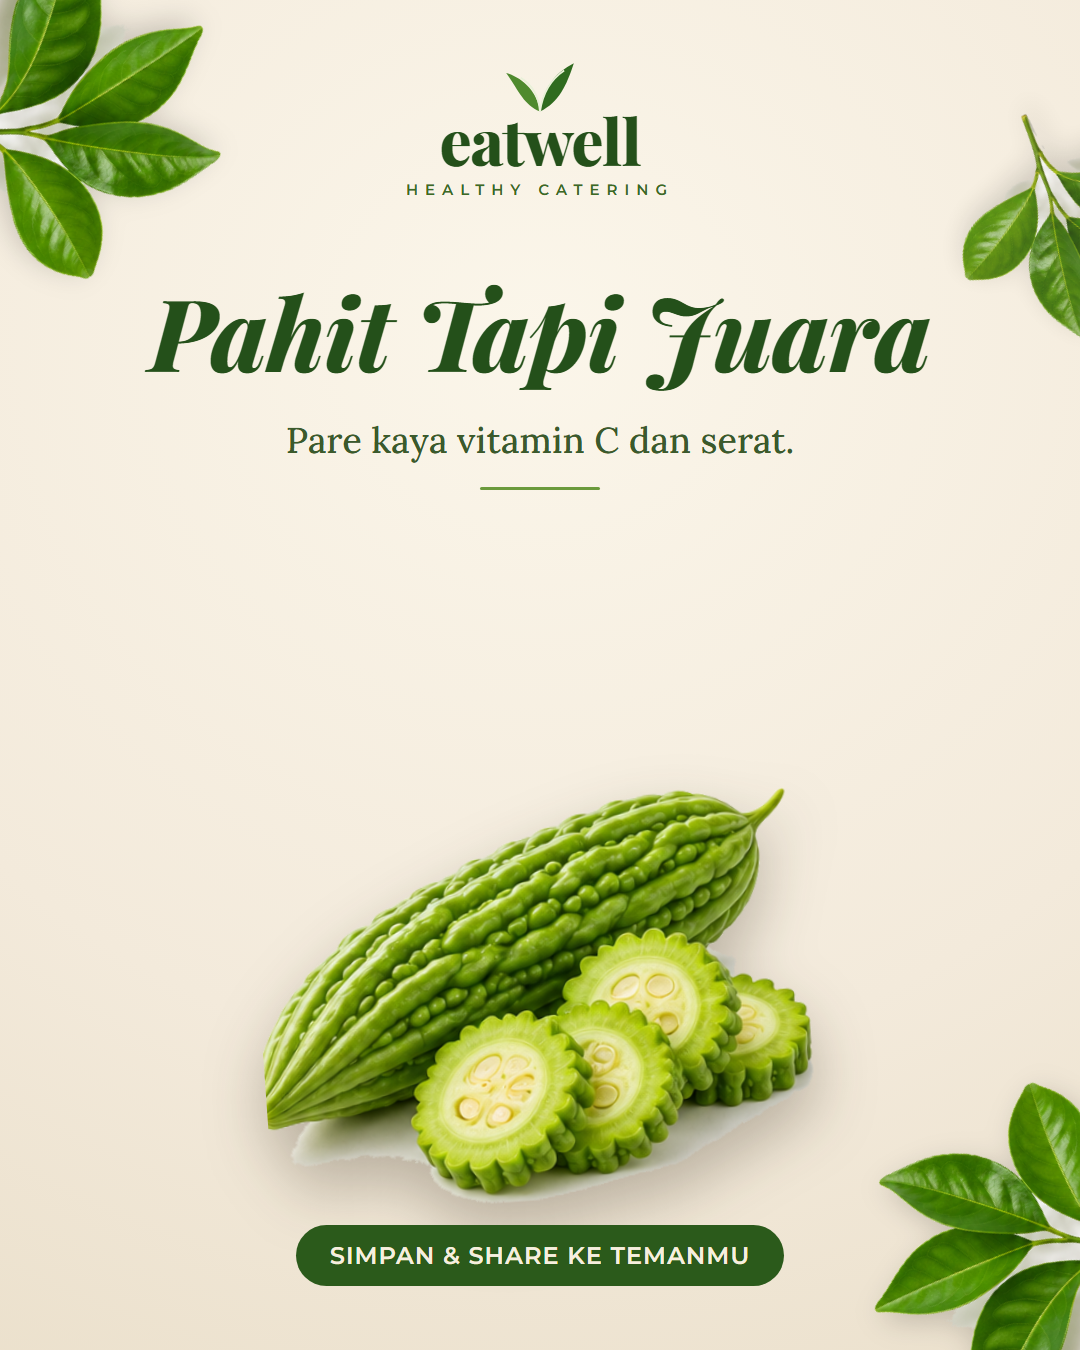 eatwell
HEALTHY CATERING
Pahit Tapi Juara
Pare kaya vitamin C dan serat.
SIMPAN & SHARE KE TEMANMU